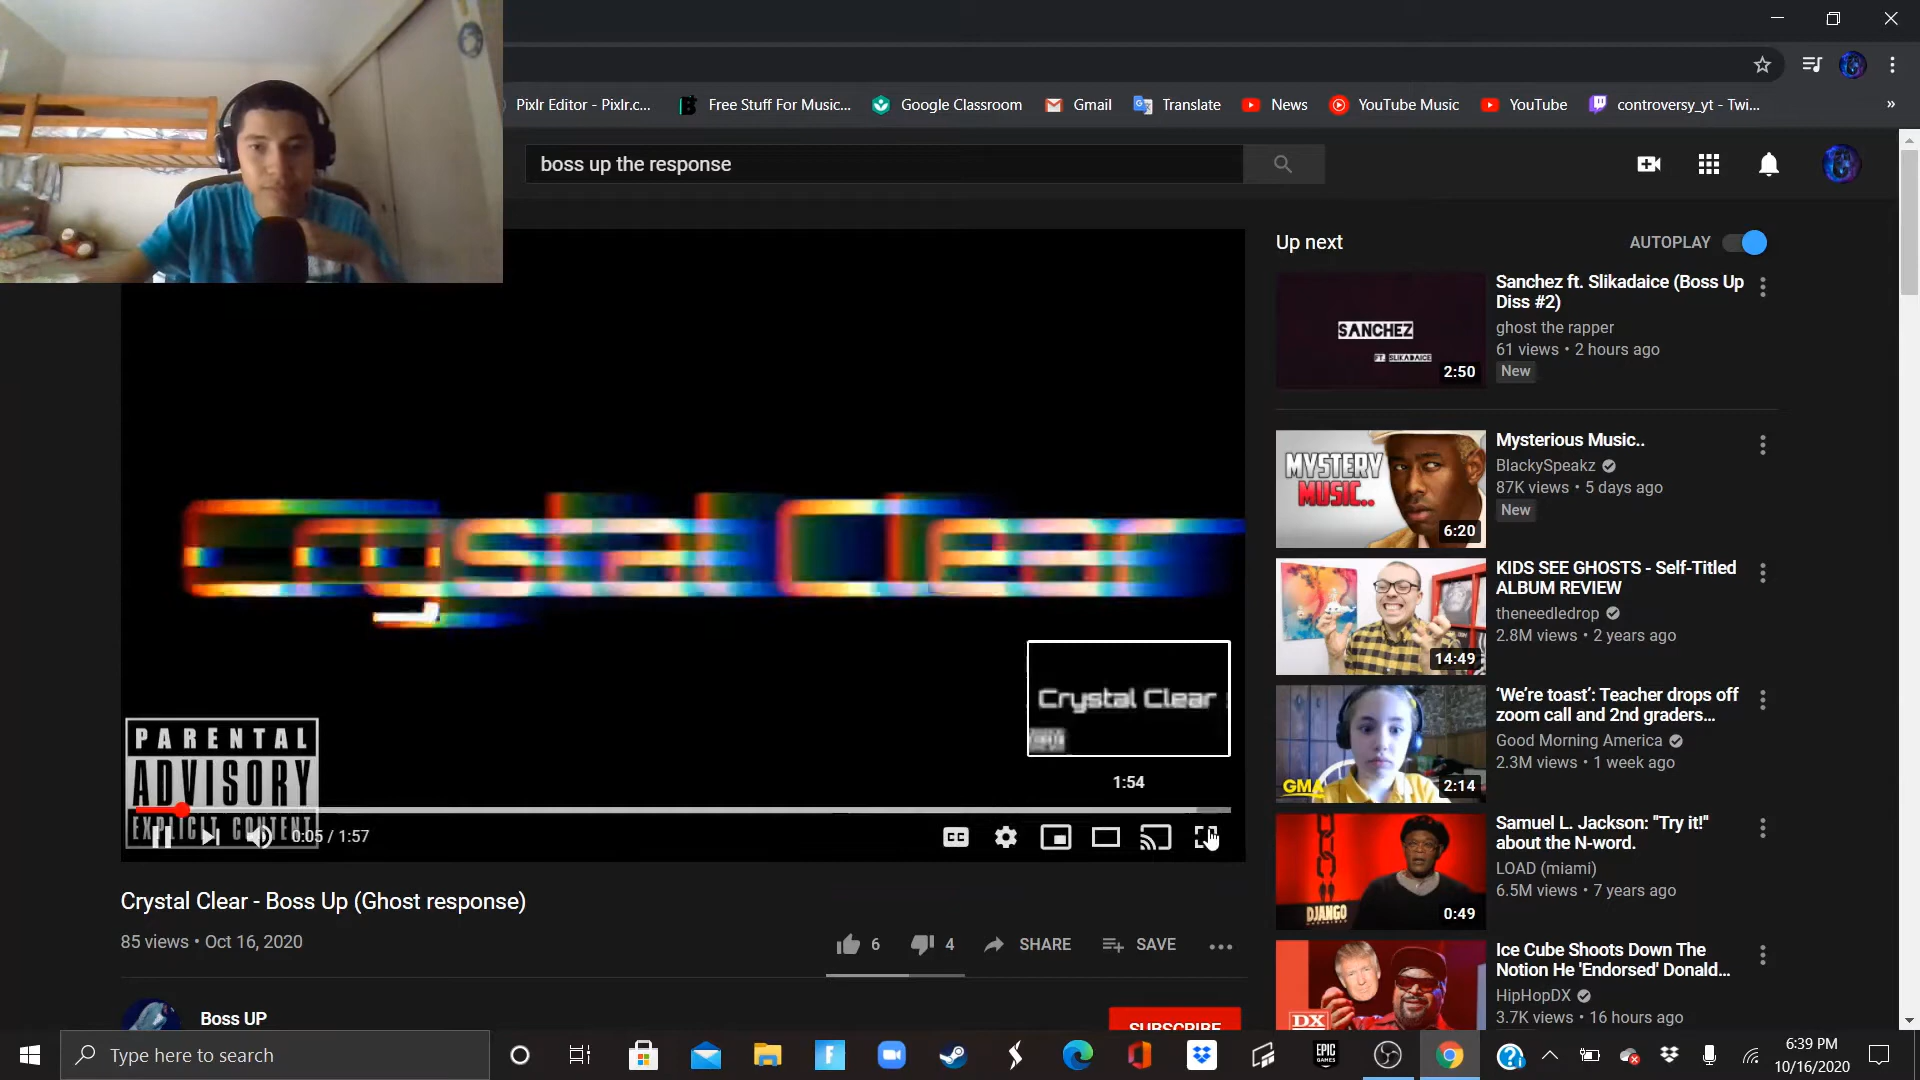 Pixlr Editor - Pixlr.c...
Free Stuff For Music...
Google Classroom
Gmail
Translate
News
YouTube Music
YouTube
controversy_yt - Twi...
»
boss up the response
Up next
AUTOPLAY
Sanchez ft. Slikadaice (Boss Up
Diss #2)
ghost the rapper
61 views • 2 hours ago
New
SANCHEZ
FT. SLIKADAICE
2:50
Mysterious Music..
BlackySpeakz
87K views • 5 days ago
New
MYSTERY
MUSIC..
6:20
KIDS SEE GHOSTS - Self-Titled
ALBUM REVIEW
theneedledrop
2.8M views • 2 years ago
14:49
‘We’re toast’: Teacher drops off
zoom call and 2nd graders...
Good Morning America
2.3M views • 1 week ago
GMA
2:14
Samuel L. Jackson: "Try it!"
about the N-word.
LOAD (miami)
6.5M views • 7 years ago
DJANGO
0:49
Ice Cube Shoots Down The
Notion He 'Endorsed' Donald...
HipHopDX
3.7K views • 16 hours ago
DX
Crystal Clear
Crystal Clear
1:54
PARENTAL
ADVISORY
EXPLICIT CONTENT
0:05 / 1:57
CC
Crystal Clear - Boss Up (Ghost response)
85 views • Oct 16, 2020
6
4
SHARE
SAVE
Boss UP
SUBSCRIBE
Type here to search
EPIC
GAMES
6:39 PM
10/16/2020